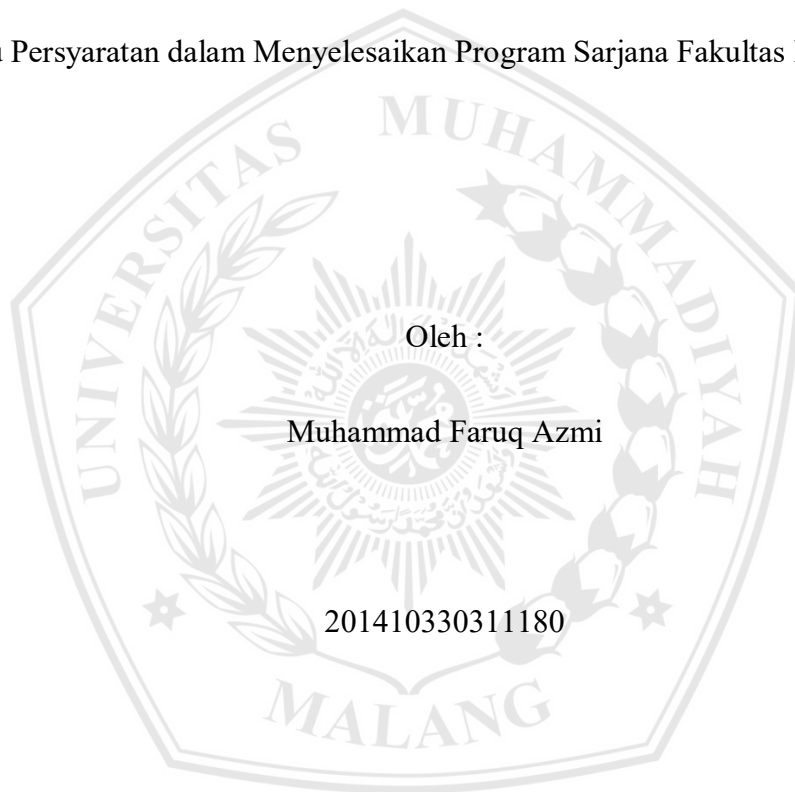 Persyaratan dalam Menyelesaikan Program Sarjana Fakultas
UNIVERSITAS MUHAMMADIYAH
Oleh :
Muhammad Faruq Azmi
201410330311180
MALANG